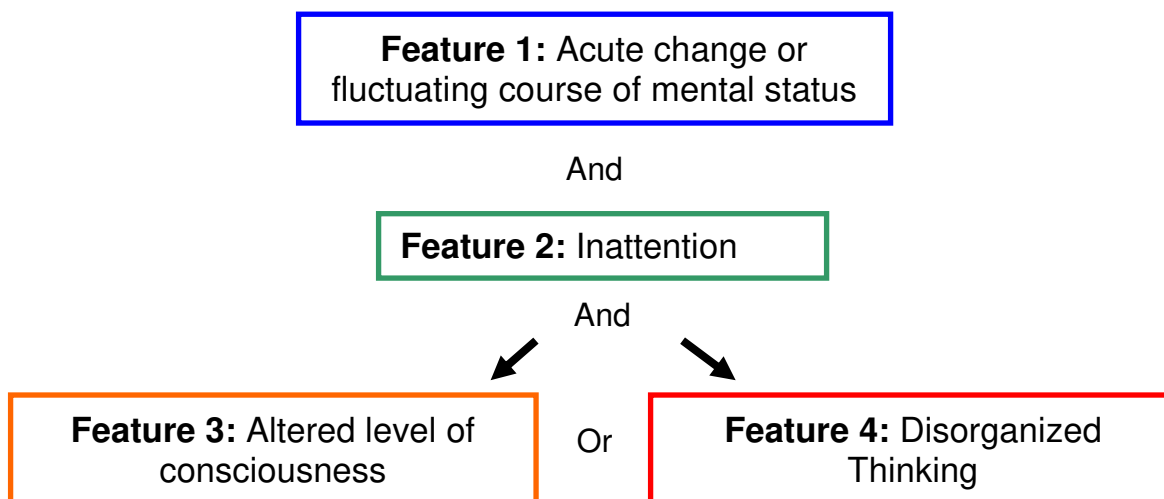 Feature 1: Acute change or
fluctuating course of mental status
And
Feature 2: Inattention
And
Feature 3: Altered level of
consciousness
Or
Feature 4: Disorganized
Thinking